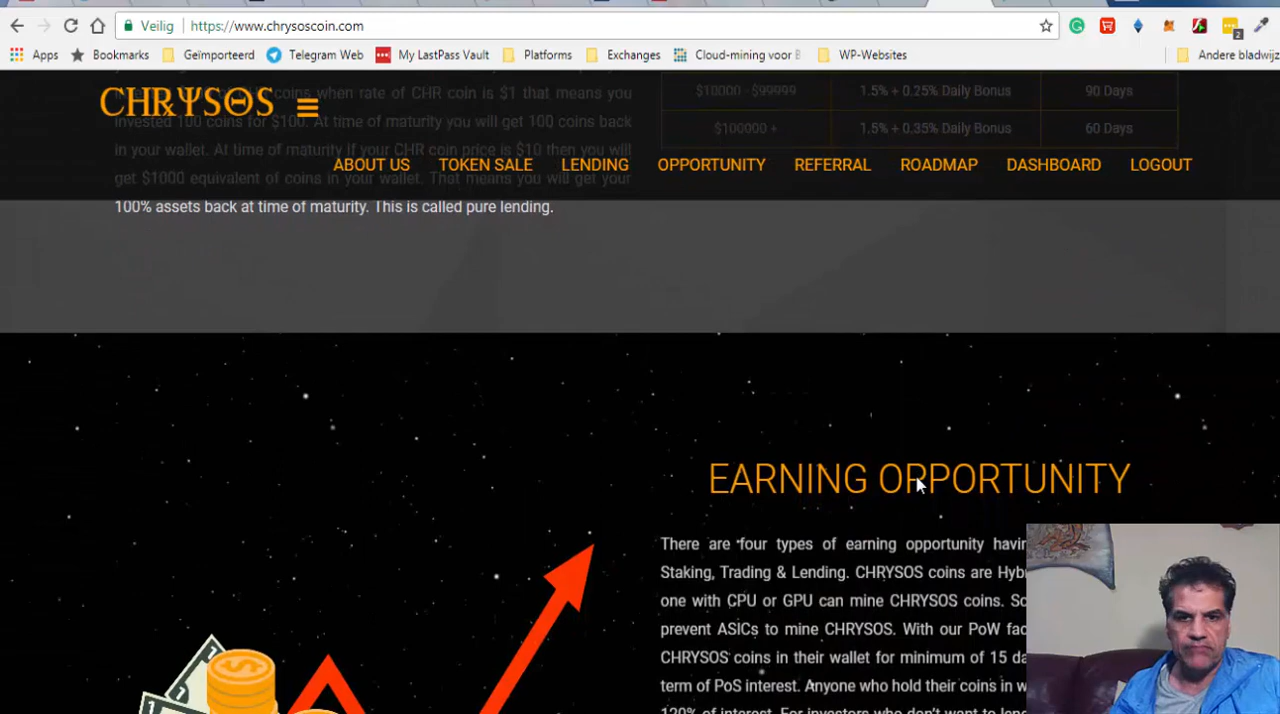 Veilig https://www.chrysoscoin.com
2
Apps Bookmarks Geïmporteerd Telegram Web My LastPass Vault Platforms Exchanges Cloud-mining voor B WP-Websites Andere bladwijz
CHRYSOS
ABOUT US TOKEN SALE LENDING OPPORTUNITY REFERRAL ROADMAP DASHBOARD LOGOUT
coins when rate of CHR coin is $1 that means you
invested 100 coins for $100. At time of maturity you will get 100 coins back
in your wallet. At time of maturity if your CHR coin price is $10 then you will
get $1000 equivalent of coins in your wallet. That means you will get your
100% assets back at time of maturity. This is called pure lending.
$10000 - $99999 1.5% + 0.25% Daily Bonus 90 Days
$100000 + 1.5% + 0.35% Daily Bonus 60 Days
EARNING OPPORTUNITY
There are four types of earning opportunity havin
Staking, Trading & Lending. CHRYSOS coins are Hyb
one with CPU or GPU can mine CHRYSOS coins. Sc
prevent ASICs to mine CHRYSOS. With our PoW fac
CHRYSOS coins in their wallet for minimum of 15 da
term of PoS interest. Anyone who hold their coins in w
120% of interest. For investors who don't want to lend